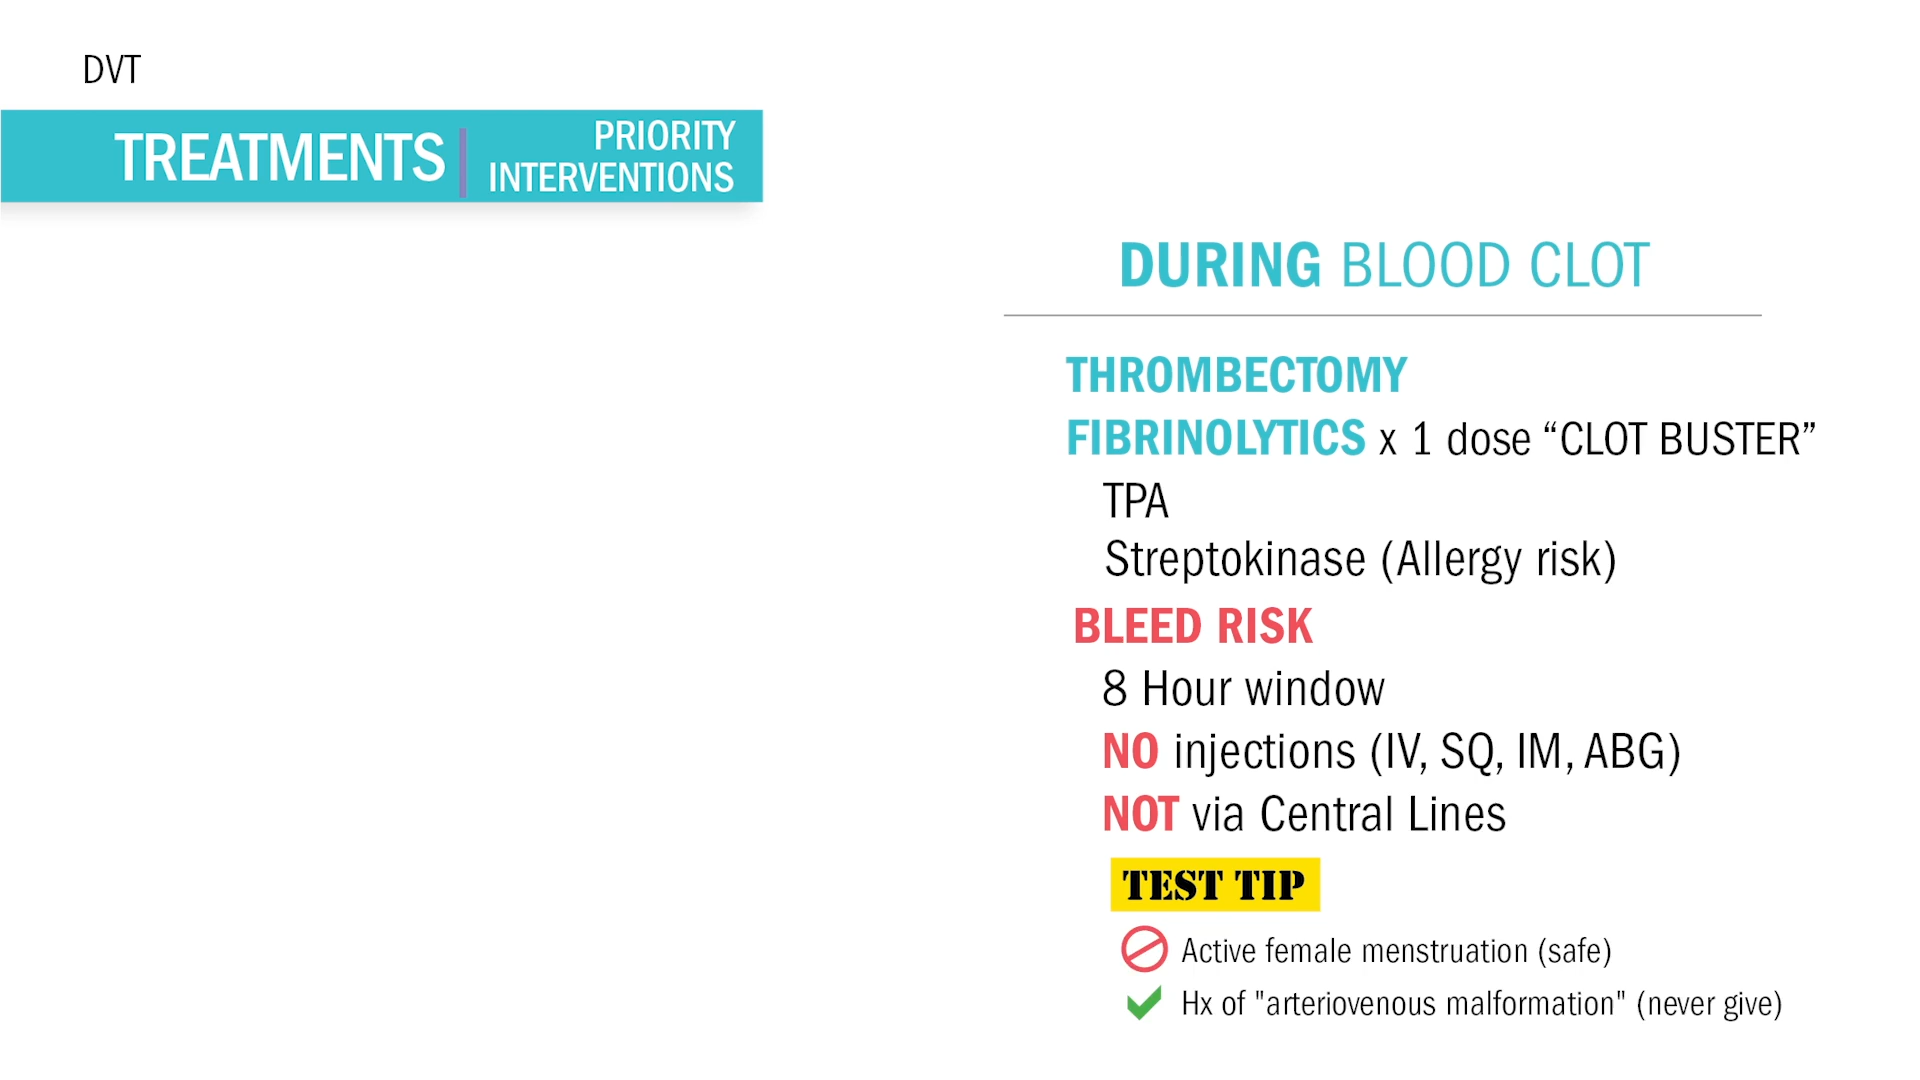 DVT
TREATMENTS
PRIORITY
INTERVENTIONS
DURING BLOOD CLOT
THROMBECTOMY
FIBRINOLYTICS x 1 dose “CLOT BUSTER”
TPA
Streptokinase (Allergy risk)
BLEED RISK
8 Hour window
NO injections (IV, SQ, IM, ABG)
NOT via Central Lines
TEST TIP
Active female menstruation (safe)
Hx of "arteriovenous malformation" (never give)